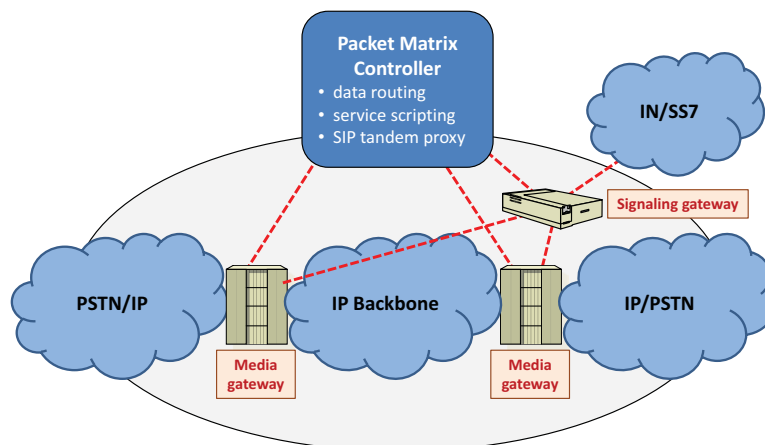 Packet Matrix
Controller
• data routing
• service scripting
• SIP tandem proxy
IN/SS7
Signaling gateway
PSTN/IP
IP Backbone
IP/PSTN
Media
gateway
Media
gateway